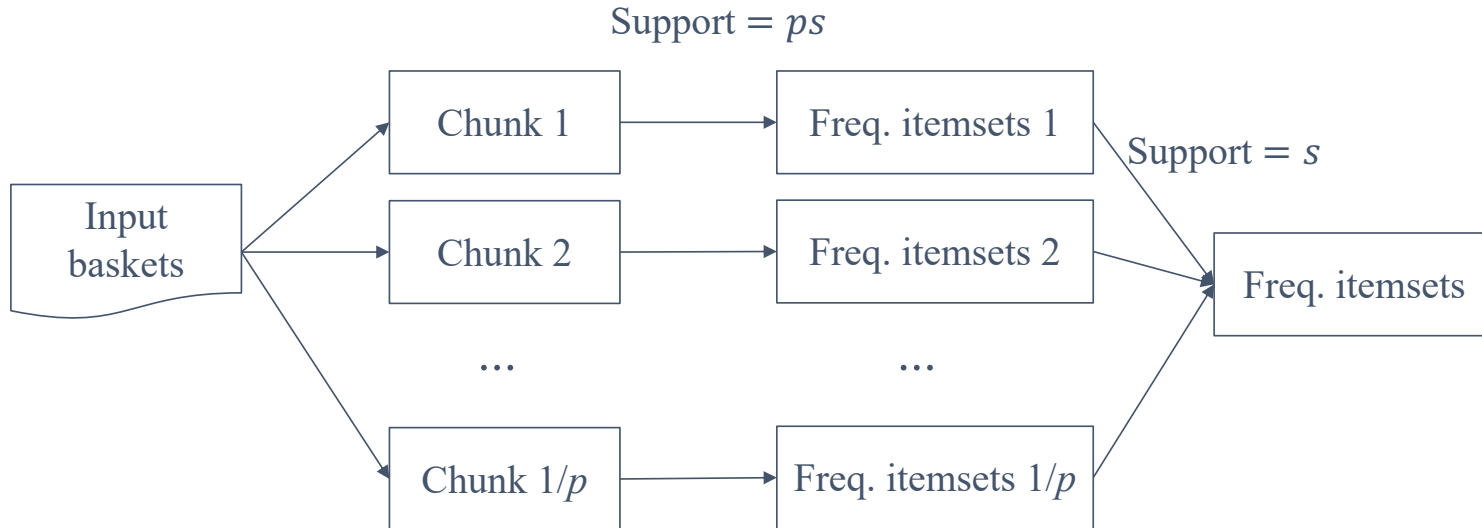 Support = ps
Chunk 1
Freq. itemsets 1
Support = s
Input
baskets
Chunk 2
Freq. itemsets 2
Freq. itemsets
...
...
Chunk 1/p
Freq. itemsets 1/p